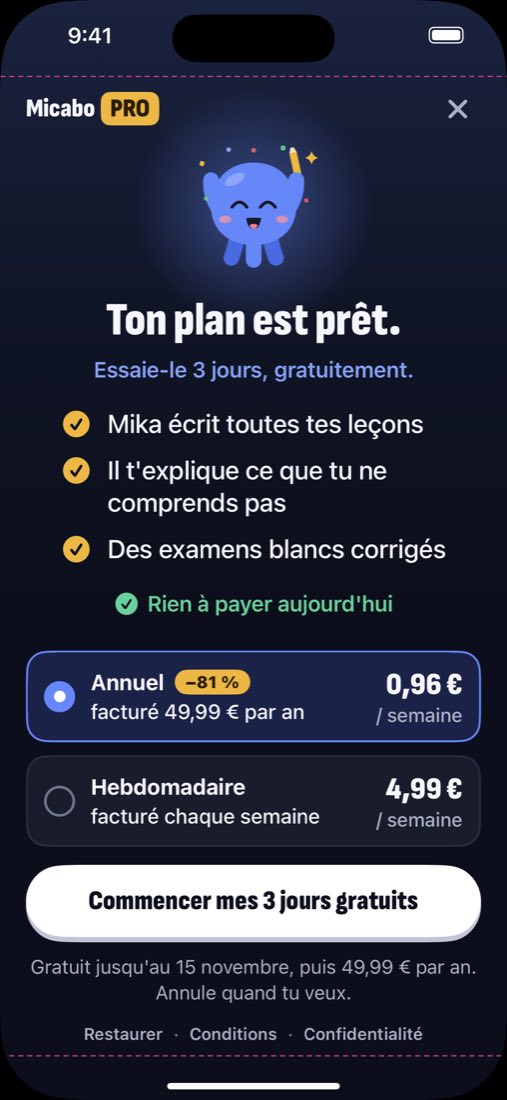 9:41
Micabo PRO
Ton plan est prêt.
Essaie-le 3 jours, gratuitement.
Mika écrit toutes tes leçons
Il t'explique ce que tu ne
comprends pas
Des examens blancs corrigés
Rien à payer aujourd'hui
Annuel −81 % 0,96 €
facturé 49,99 € par an / semaine
Hebdomadaire 4,99 €
facturé chaque semaine / semaine
Commencer mes 3 jours gratuits
Gratuit jusqu'au 15 novembre, puis 49,99 € par an.
Annule quand tu veux.
Restaurer · Conditions · Confidentialité